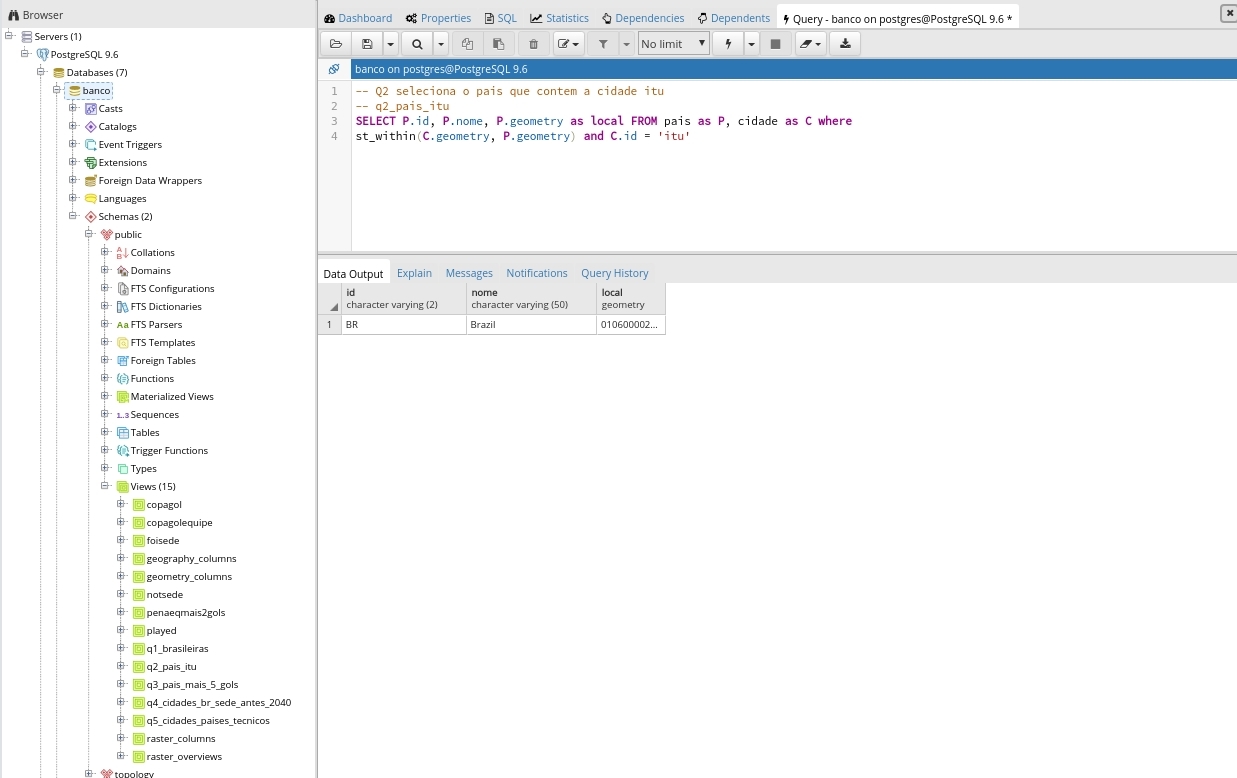 Browser
Servers (1)
PostgreSQL 9.6
Databases (7)
banco
Casts
Catalogs
Event Triggers
Extensions
Foreign Data Wrappers
Languages
Schemas (2)
public
Collations
Domains
FTS Configurations
FTS Dictionaries
Aa FTS Parsers
FTS Templates
Foreign Tables
Functions
Materialized Views
1..3 Sequences
Tables
Trigger Functions
Types
Views (15)
copagol
copagolequipe
foisede
geography_columns
geometry_columns
notsede
penaeqmais2gols
played
q1_brasileiras
q2_pais_itu
q3_pais_mais_5_gols
q4_cidades_br_sede_antes_2040
q5_cidades_paises_tecnicos
raster_columns
raster_overviews
topology
Dashboard Properties SQL Statistics Dependencies Dependents Query - banco on postgres@PostgreSQL 9.6 *
No limit
banco on postgres@PostgreSQL 9.6
1 -- Q2 seleciona o pais que contem a cidade itu
2 -- q2_pais_itu
3 SELECT P.id, P.nome, P.geometry as local FROM pais as P, cidade as C where
4 st_within(C.geometry, P.geometry) and C.id = 'itu'
Data Output Explain Messages Notifications Query History
id nome local
character varying (2) character varying (50) geometry
1 BR Brazil 010600002...